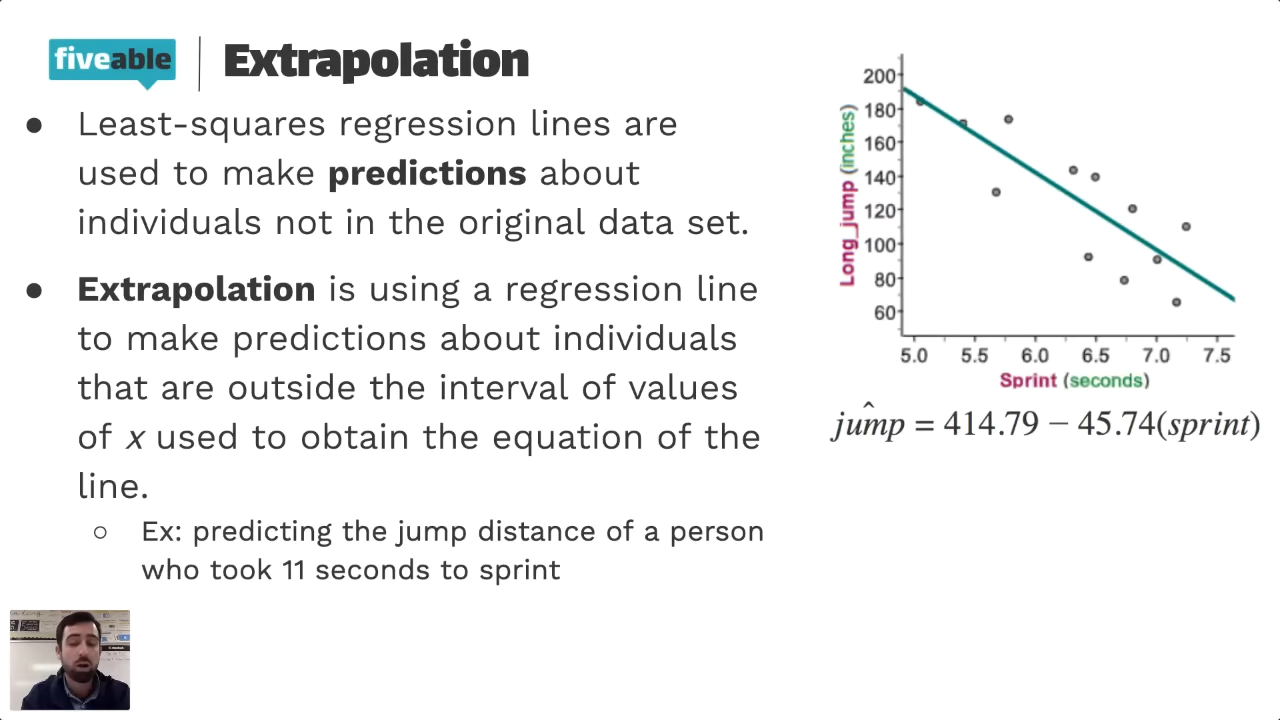 fiveable
Extrapolation
● Least-squares regression lines are
used to make predictions about
individuals not in the original data set.
● Extrapolation is using a regression line
to make predictions about individuals
that are outside the interval of values
of x used to obtain the equation of the
line.
○ Ex: predicting the jump distance of a person
who took 11 seconds to sprint
Long_jump (inches)
200
180
160
140
120
100
80
60
5.0 5.5 6.0 6.5 7.0 7.5
Sprint (seconds)
jump̂ = 414.79 − 45.74(sprint)